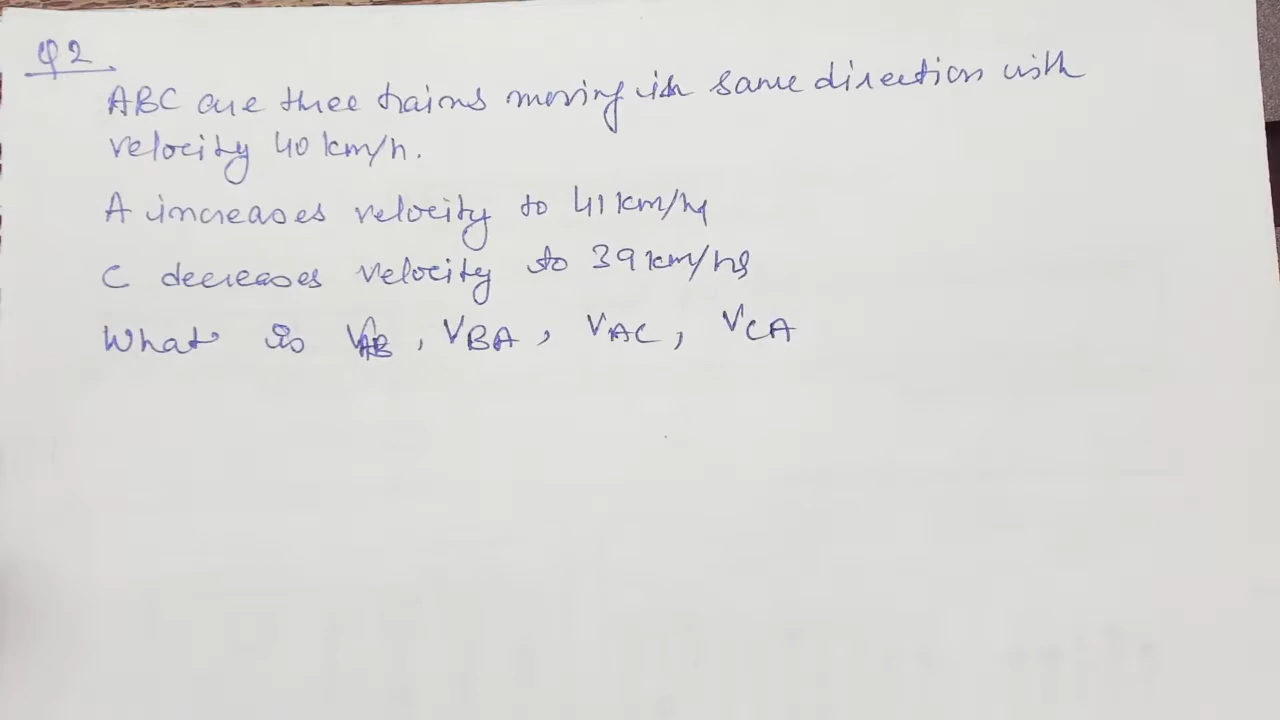 Q 2.
ABC are three trains moving in same direction with
velocity 40 km/h.
A increases velocity to 41 km/hr
C decreases velocity to 39 km/hr
What is VAB, VBA, VAC, VCA